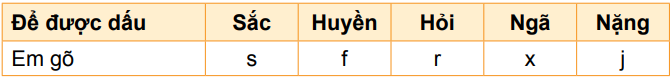 Để được dấu Sắc Huyền Hỏi Ngã Nặng
Em gõ s f r x j